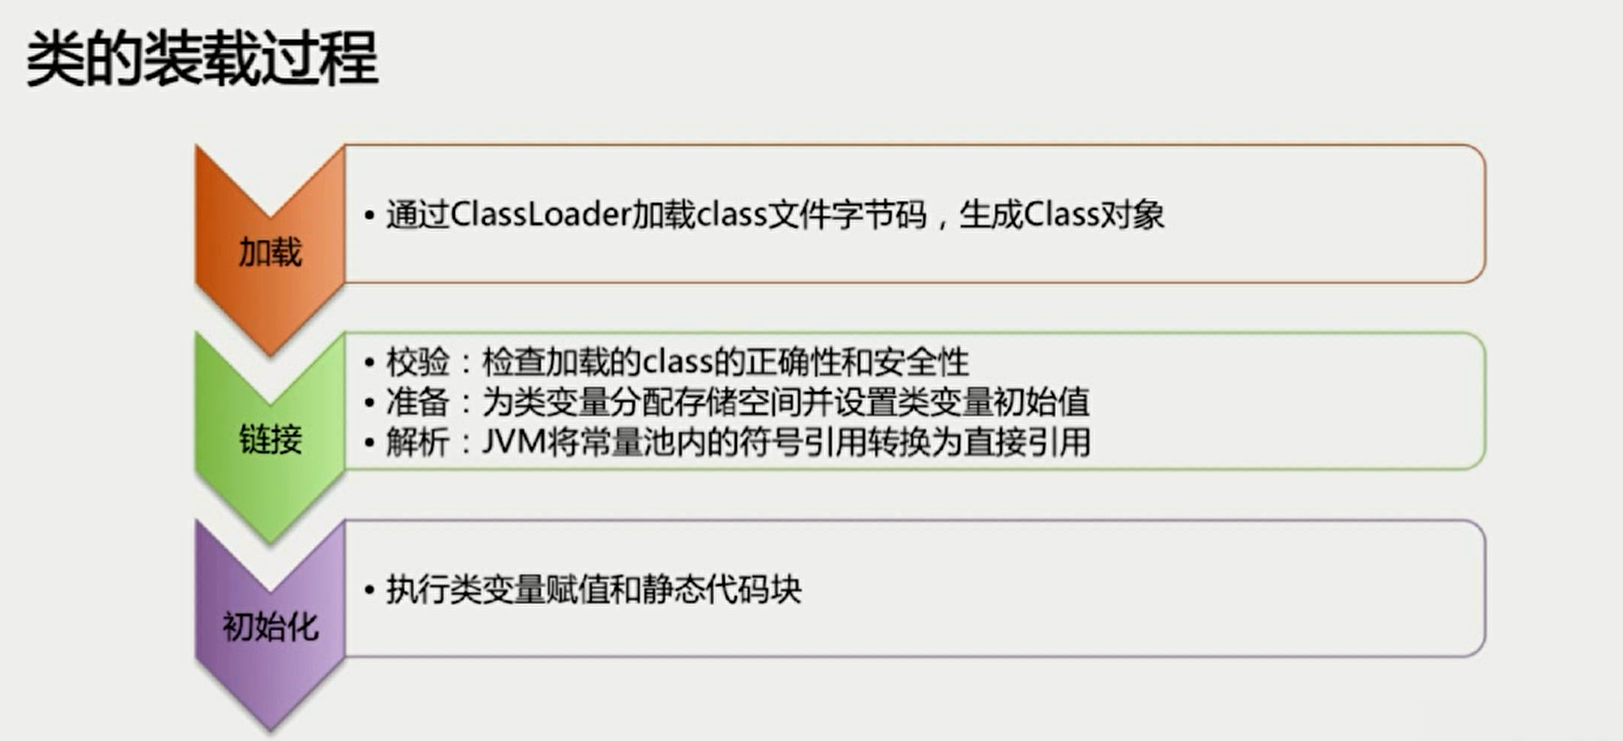 类的装载过程
加载
• 通过ClassLoader加载class文件字节码，生成Class对象
链接
• 校验：检查加载的class的正确性和安全性
• 准备：为类变量分配存储空间并设置类变量初始值
• 解析：JVM将常量池内的符号引用转换为直接引用
初始化
• 执行类变量赋值和静态代码块